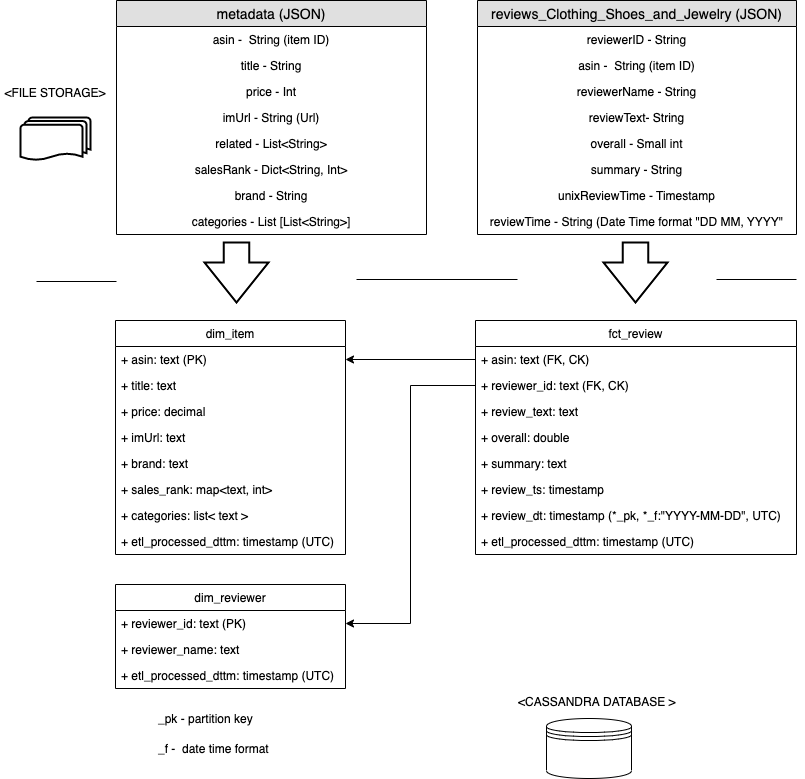 metadata (JSON)
asin - String (item ID)
title - String
price - Int
imUrl - String (Url)
related - List<String>
salesRank - Dict<String, Int>
brand - String
categories - List [List<String>]
reviews_Clothing_Shoes_and_Jewelry (JSON)
reviewerID - String
asin - String (item ID)
reviewerName - String
reviewText- String
overall - Small int
summary - String
unixReviewTime - Timestamp
reviewTime - String (Date Time format "DD MM, YYYY"
<FILE STORAGE>
dim_item
+ asin: text (PK)
+ title: text
+ price: decimal
+ imUrl: text
+ brand: text
+ sales_rank: map<text, int>
+ categories: list< text >
+ etl_processed_dttm: timestamp (UTC)
fct_review
+ asin: text (FK, CK)
+ reviewer_id: text (FK, CK)
+ review_text: text
+ overall: double
+ summary: text
+ review_ts: timestamp
+ review_dt: timestamp (*_pk, *_f:"YYYY-MM-DD", UTC)
+ etl_processed_dttm: timestamp (UTC)
dim_reviewer
+ reviewer_id: text (PK)
+ reviewer_name: text
+ etl_processed_dttm: timestamp (UTC)
_pk - partition key
_f - date time format
<CASSANDRA DATABASE >